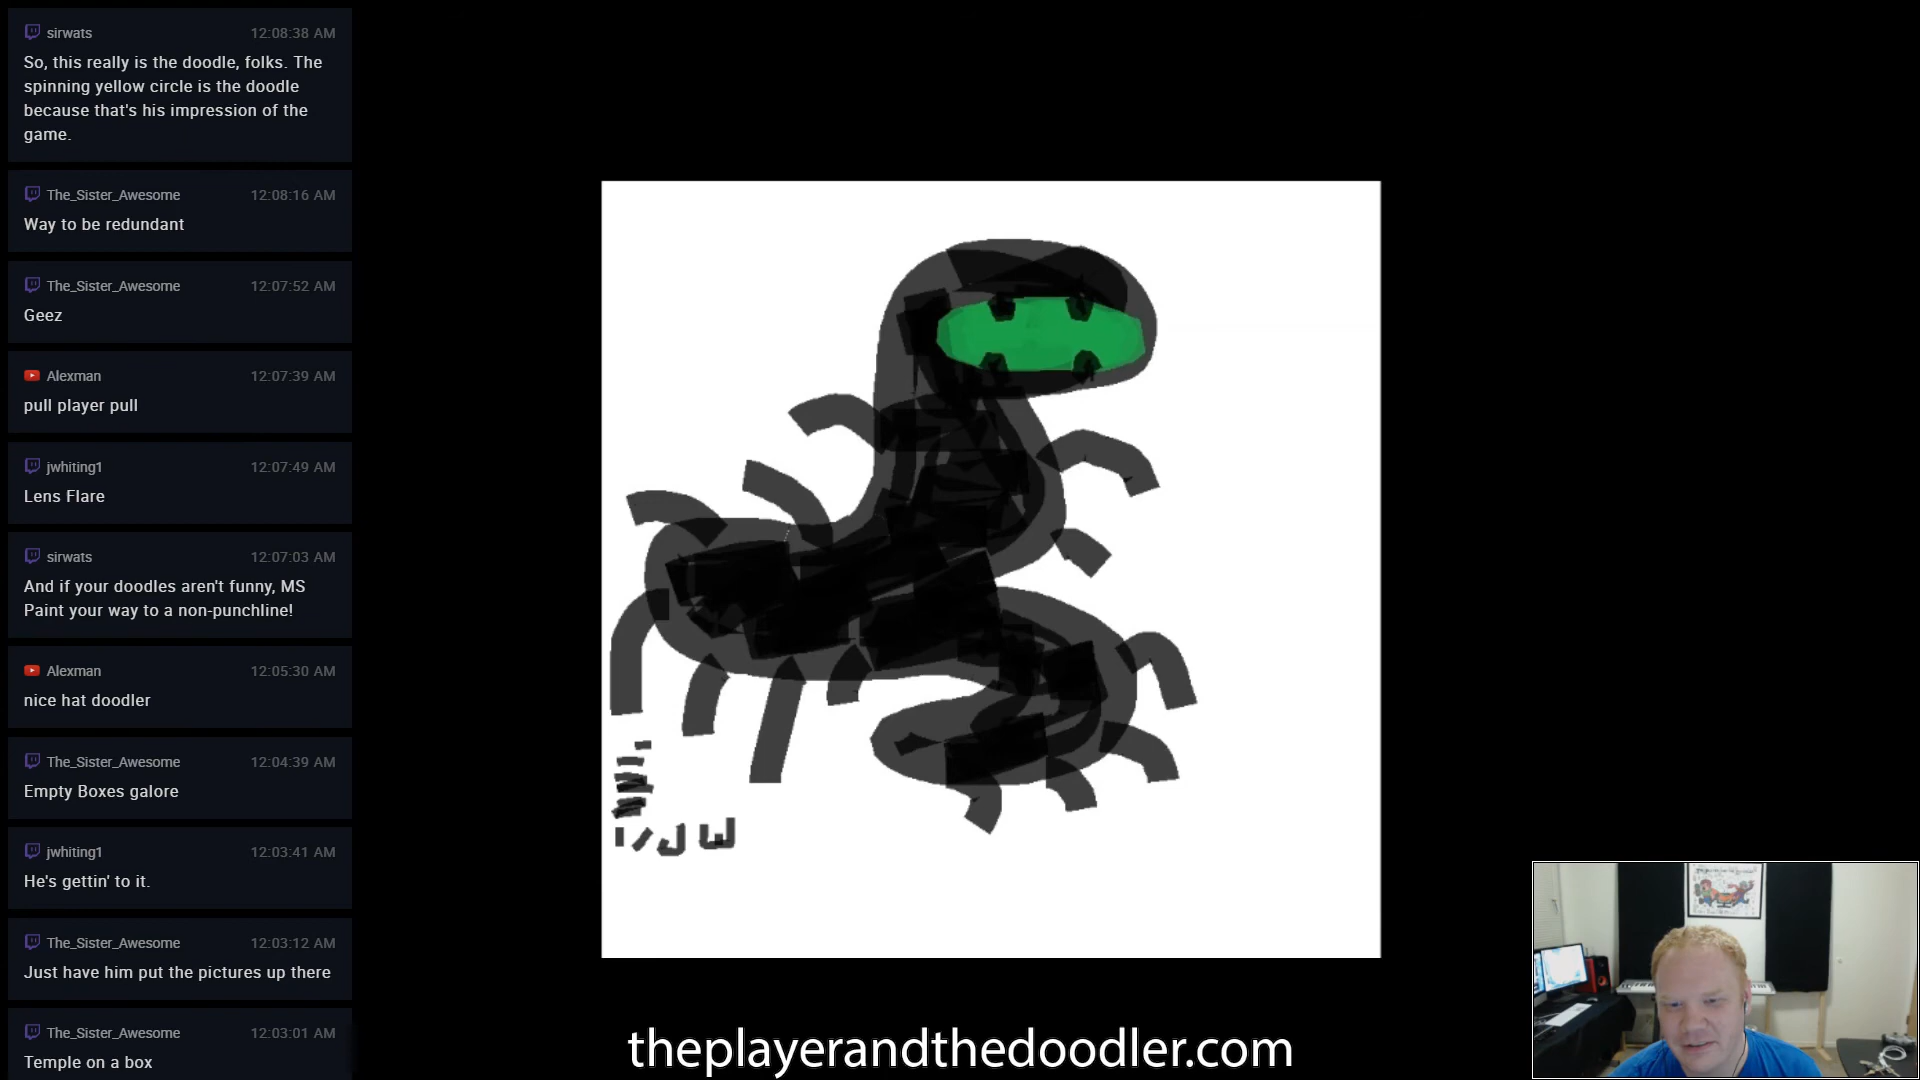 sirwats 12:08:38 AM
So, this really is the doodle, folks. The
spinning yellow circle is the doodle
because that's his impression of the
game.
The_Sister_Awesome 12:08:16 AM
Way to be redundant
The_Sister_Awesome 12:07:52 AM
Geez
Alexman 12:07:39 AM
pull player pull
jwhiting1 12:07:49 AM
Lens Flare
sirwats 12:07:03 AM
And if your doodles aren't funny, MS
Paint your way to a non-punchline!
Alexman 12:05:30 AM
nice hat doodler
The_Sister_Awesome 12:04:39 AM
Empty Boxes galore
jwhiting1 12:03:41 AM
He's gettin' to it.
The_Sister_Awesome 12:03:12 AM
Just have him put the pictures up there
The_Sister_Awesome 12:03:01 AM
Temple on a box
theplayerandthedoodler.com